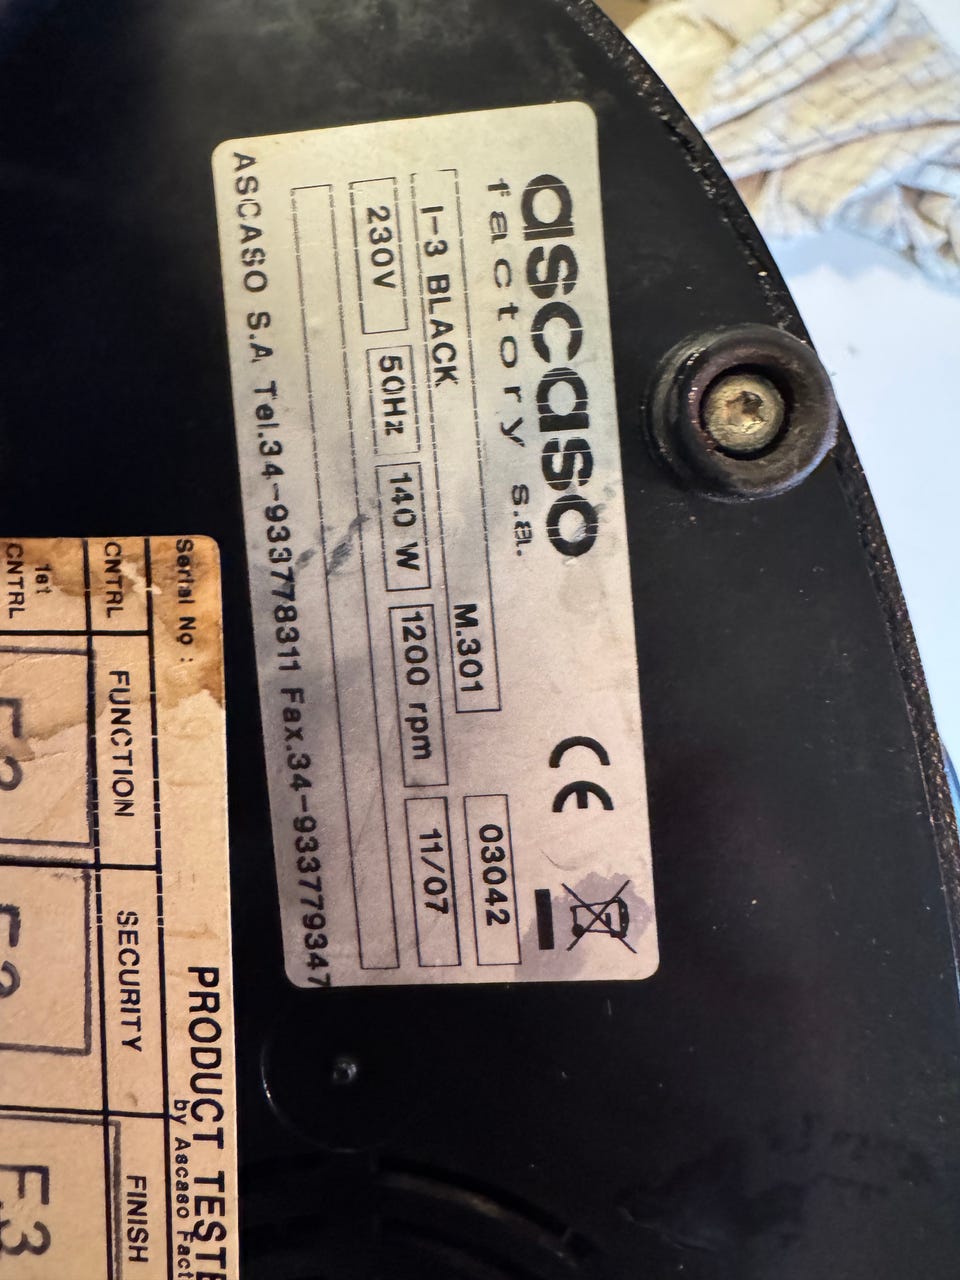 ascaso
factory s.a.
CE
I-3 BLACK M.301 03042
230V 50Hz 140 W 1200 rpm 11/07
ASCASO S.A Tel.34-933778311 Fax.34-933779347
PRODUCT TESTE
by Ascaso Fact
Serial No :
CNTRL FUNCTION SECURITY FINISH
1st
CNTRL
F3